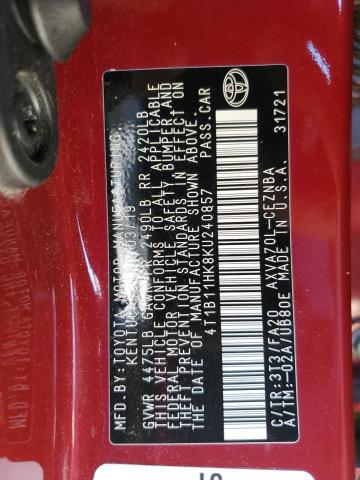 MFD.BY:TOYOTA MOTOR MANUFACTURING,
KENTUCKY, INC. 03/19
GVWR 4475LB GAWR FR 2490LB RR 2420LB
THIS VEHICLE CONFORMS TO ALL APPLICABLE
FEDERAL MOTOR VEHICLE SAFETY, BUMPER, AND
THEFT PREVENTION STANDARDS IN EFFECT ON
THE DATE OF MANUFACTURE SHOWN ABOVE.
4T1B11HK8KU240857 PASS.CAR
C/TR:3T3/FA20 AXVA70L-CEZNBA
A/TM:-02A/UB80E MADE IN U.S.A.
31721